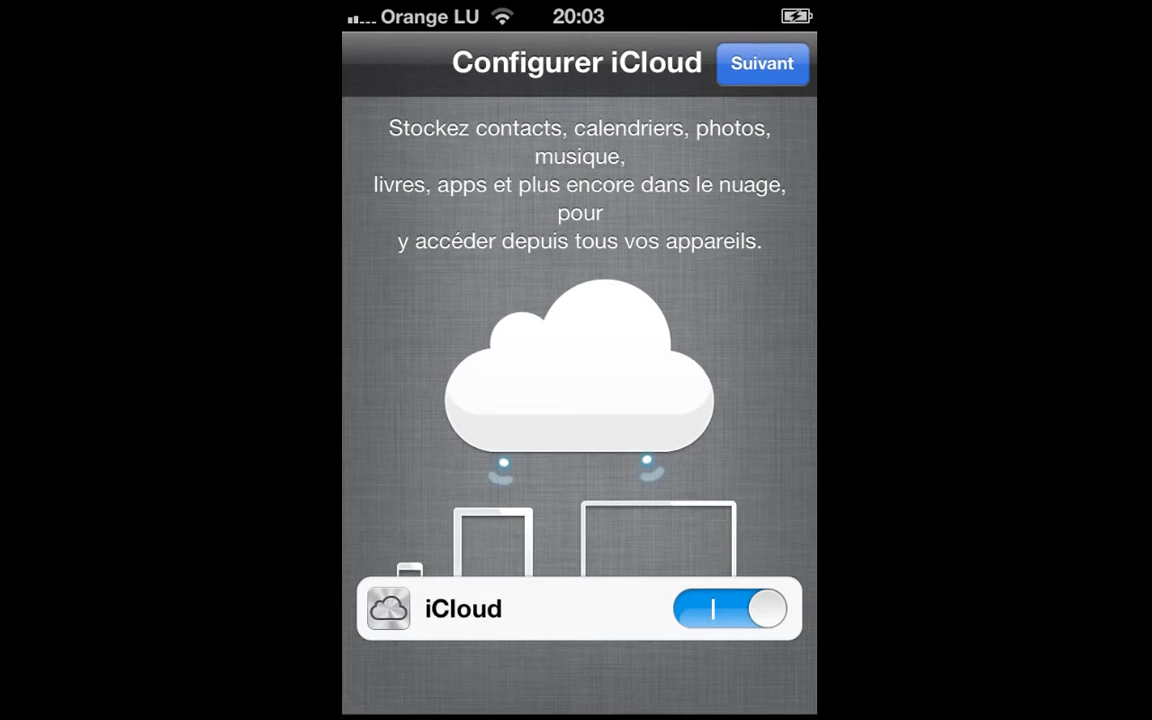 Orange LU 20:03
Configurer iCloud Suivant
Stockez contacts, calendriers, photos,
musique,
livres, apps et plus encore dans le nuage,
pour
y accéder depuis tous vos appareils.
iCloud